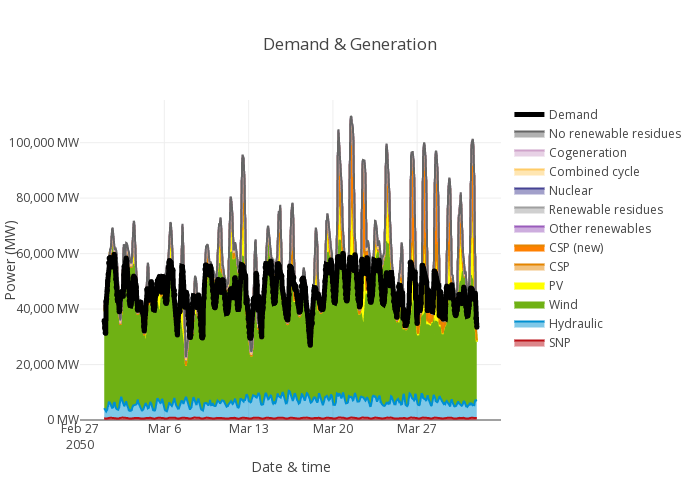 Demand & Generation
Power (MW)
100,000 MW
80,000 MW
60,000 MW
40,000 MW
20,000 MW
0 MW
Feb 27
2050
Mar 6
Mar 13
Mar 20
Mar 27
Date & time
Demand
No renewable residues
Cogeneration
Combined cycle
Nuclear
Renewable residues
Other renewables
CSP (new)
CSP
PV
Wind
Hydraulic
SNP